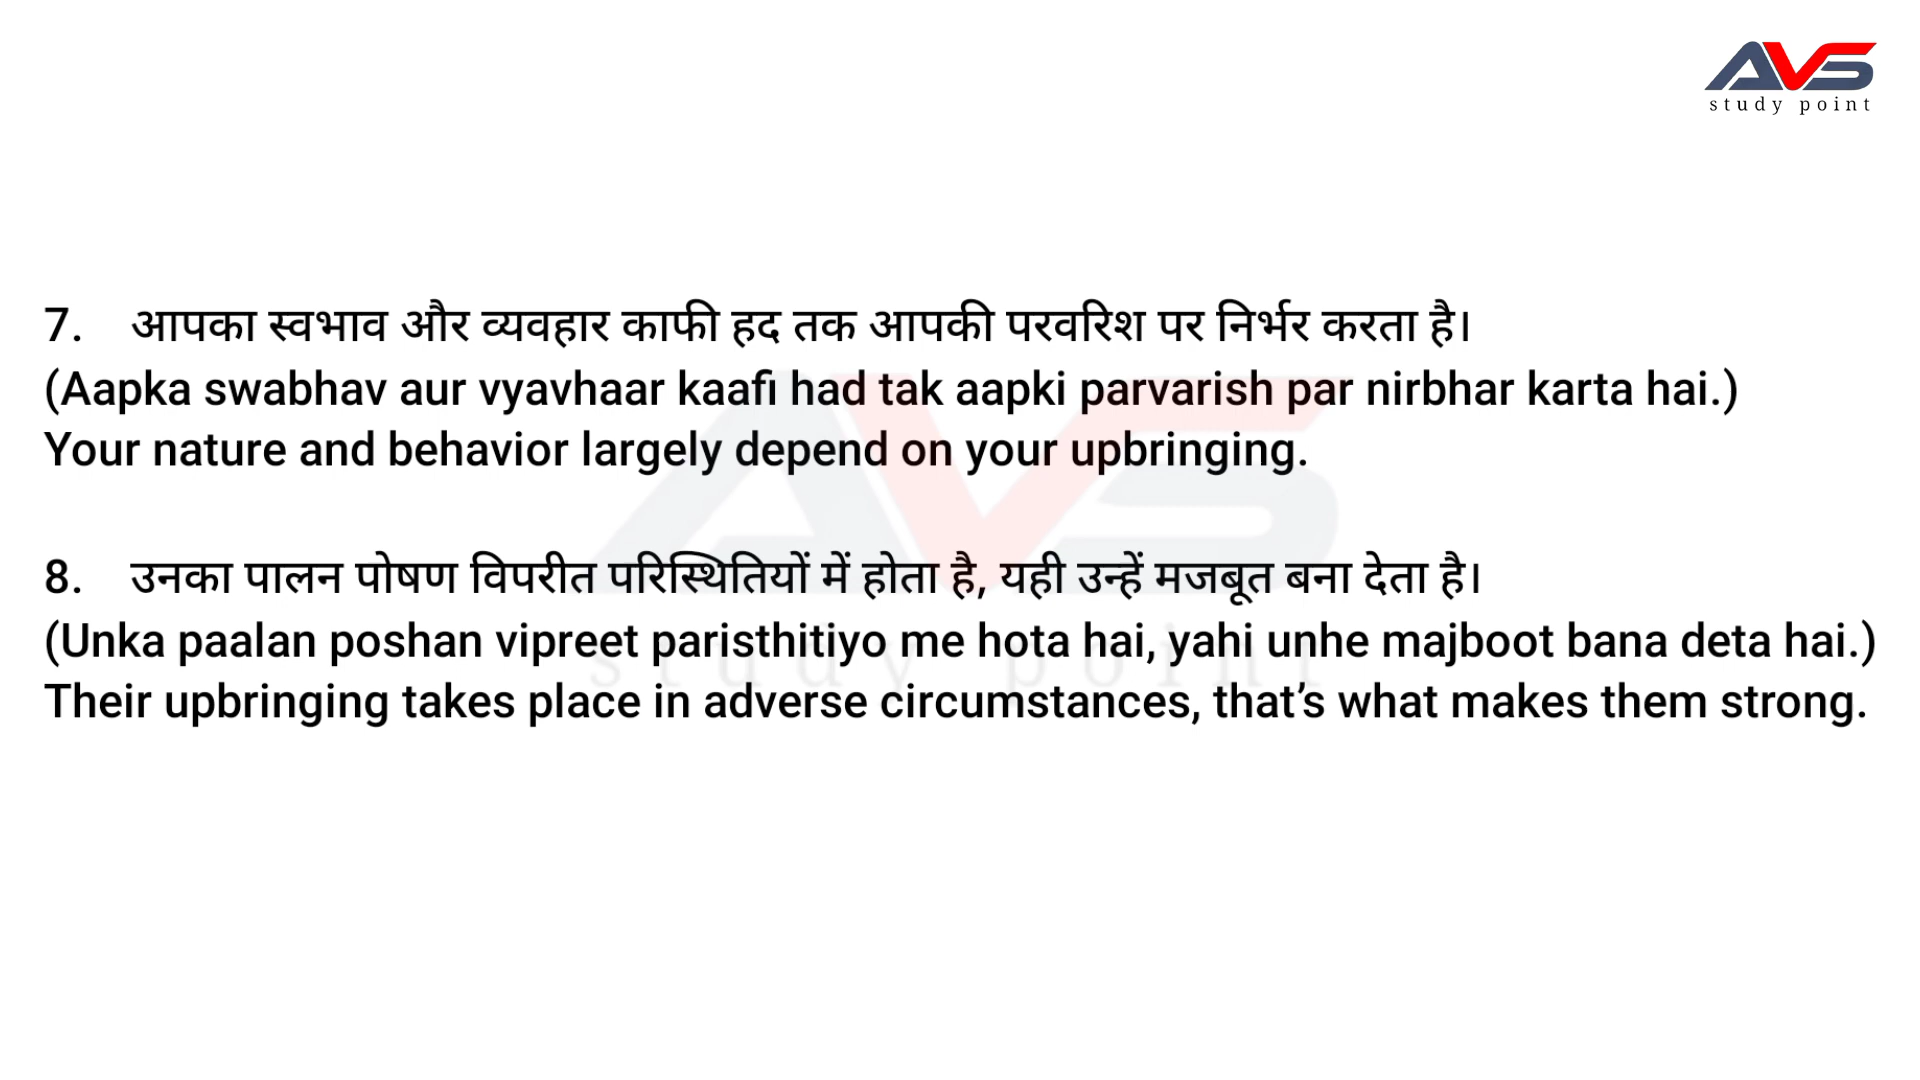 AVS
study point
7. आपका स्वभाव और व्यवहार काफी हद तक आपकी परवरिश पर निर्भर करता है।
(Aapka swabhav aur vyavhaar kaafi had tak aapki parvarish par nirbhar karta hai.)
Your nature and behavior largely depend on your upbringing.
8. उनका पालन पोषण विपरीत परिस्थितियों में होता है, यही उन्हें मजबूत बना देता है।
(Unka paalan poshan vipreet paristhitiyo me hota hai, yahi unhe majboot bana deta hai.)
Their upbringing takes place in adverse circumstances, that’s what makes them strong.
AVS
study point